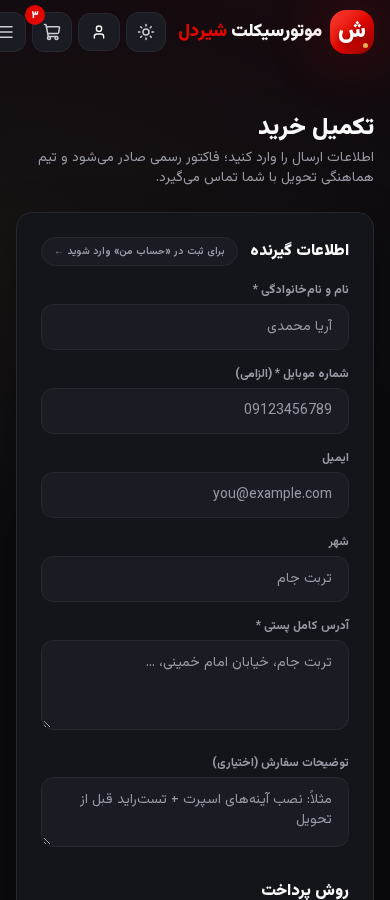 ش
موتورسیکلت شیردل
۳
تکمیل خرید
اطلاعات ارسال را وارد کنید؛ فاکتور رسمی صادر می‌شود و تیم
هماهنگی تحویل با شما تماس می‌گیرد.
اطلاعات گیرنده
برای ثبت در «حساب من» وارد شوید ←
نام و نام‌خانوادگی *
آریا محمدی
شماره موبایل * (الزامی)
09123456789
ایمیل
you@example.com
شهر
تربت جام
آدرس کامل پستی *
تربت جام، خیابان امام خمینی، ...
توضیحات سفارش (اختیاری)
مثلاً: نصب آینه‌های اسپرت + تست‌راید قبل از
تحویل
روش پرداخت